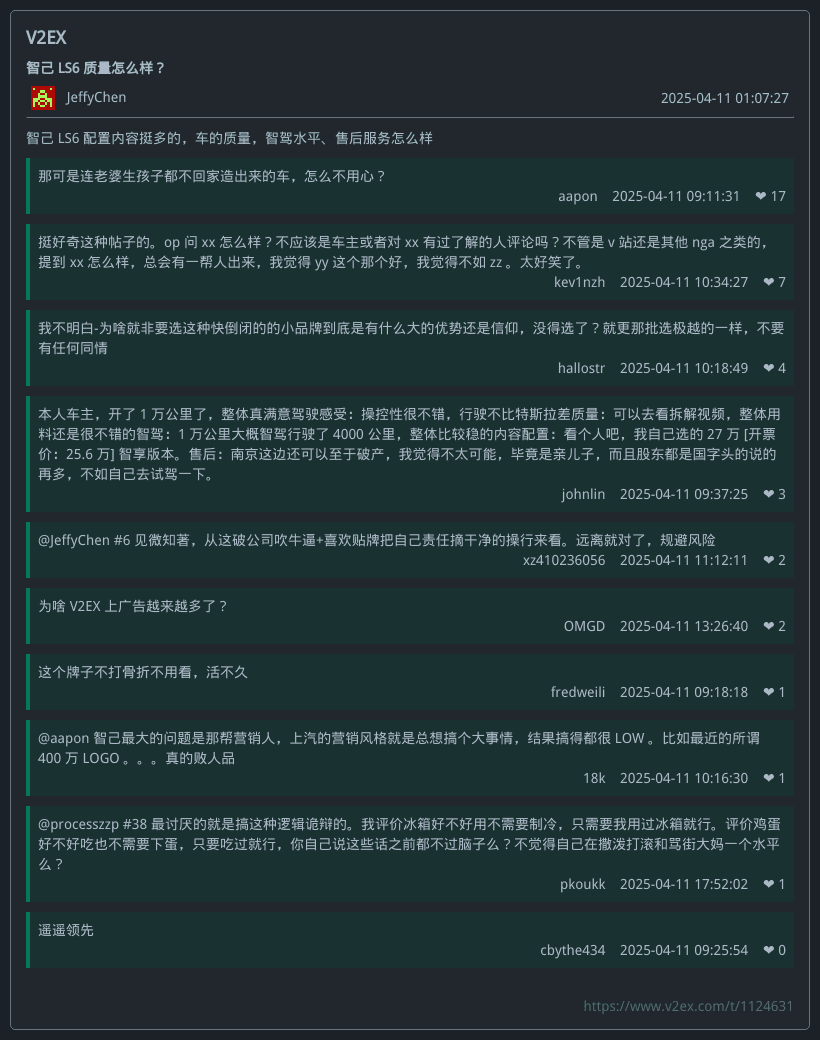 V2EX
智己 LS6 质量怎么样？
JeffyChen
2025-04-11 01:07:27
智己 LS6 配置内容挺多的，车的质量，智驾水平、售后服务怎么样
那可是连老婆生孩子都不回家造出来的车，怎么不用心？
aapon 2025-04-11 09:11:31 ❤ 17
挺好奇这种帖子的。op 问 xx 怎么样？不应该是车主或者对 xx 有过了解的人评论吗？不管是 v 站还是其他 nga 之类的，
提到 xx 怎么样，总会有一帮人出来，我觉得 yy 这个那个好，我觉得不如 zz 。太好笑了。
kev1nzh 2025-04-11 10:34:27 ❤ 7
我不明白-为啥就非要选这种快倒闭的的小品牌到底是有什么大的优势还是信仰，没得选了？就更那批选极越的一样，不要
有任何同情
hallostr 2025-04-11 10:18:49 ❤ 4
本人车主，开了 1 万公里了，整体真满意驾驶感受：操控性很不错，行驶不比特斯拉差质量：可以去看拆解视频，整体用
料还是很不错的智驾：1 万公里大概智驾行驶了 4000 公里，整体比较稳的内容配置：看个人吧，我自己选的 27 万 [开票
价：25.6 万] 智享版本。售后：南京这边还可以至于破产，我觉得不太可能，毕竟是亲儿子，而且股东都是国字头的说的
再多，不如自己去试驾一下。
johnlin 2025-04-11 09:37:25 ❤ 3
@JeffyChen #6 见微知著，从这破公司吹牛逼+喜欢贴牌把自己责任摘干净的操行来看。远离就对了，规避风险
xz410236056 2025-04-11 11:12:11 ❤ 2
为啥 V2EX 上广告越来越多了？
OMGD 2025-04-11 13:26:40 ❤ 2
这个牌子不打骨折不用看，活不久
fredweili 2025-04-11 09:18:18 ❤ 1
@aapon 智己最大的问题是那帮营销人，上汽的营销风格就是总想搞个大事情，结果搞得都很 LOW 。比如最近的所谓
400 万 LOGO 。。。真的败人品
18k 2025-04-11 10:16:30 ❤ 1
@processzzp #38 最讨厌的就是搞这种逻辑诡辩的。我评价冰箱好不好用不需要制冷，只需要我用过冰箱就行。评价鸡蛋
好不好吃也不需要下蛋，只要吃过就行，你自己说这些话之前都不过脑子么？不觉得自己在撒泼打滚和骂街大妈一个水平
么？
pkoukk 2025-04-11 17:52:02 ❤ 1
遥遥领先
cbythe434 2025-04-11 09:25:54 ❤ 0
https://www.v2ex.com/t/1124631